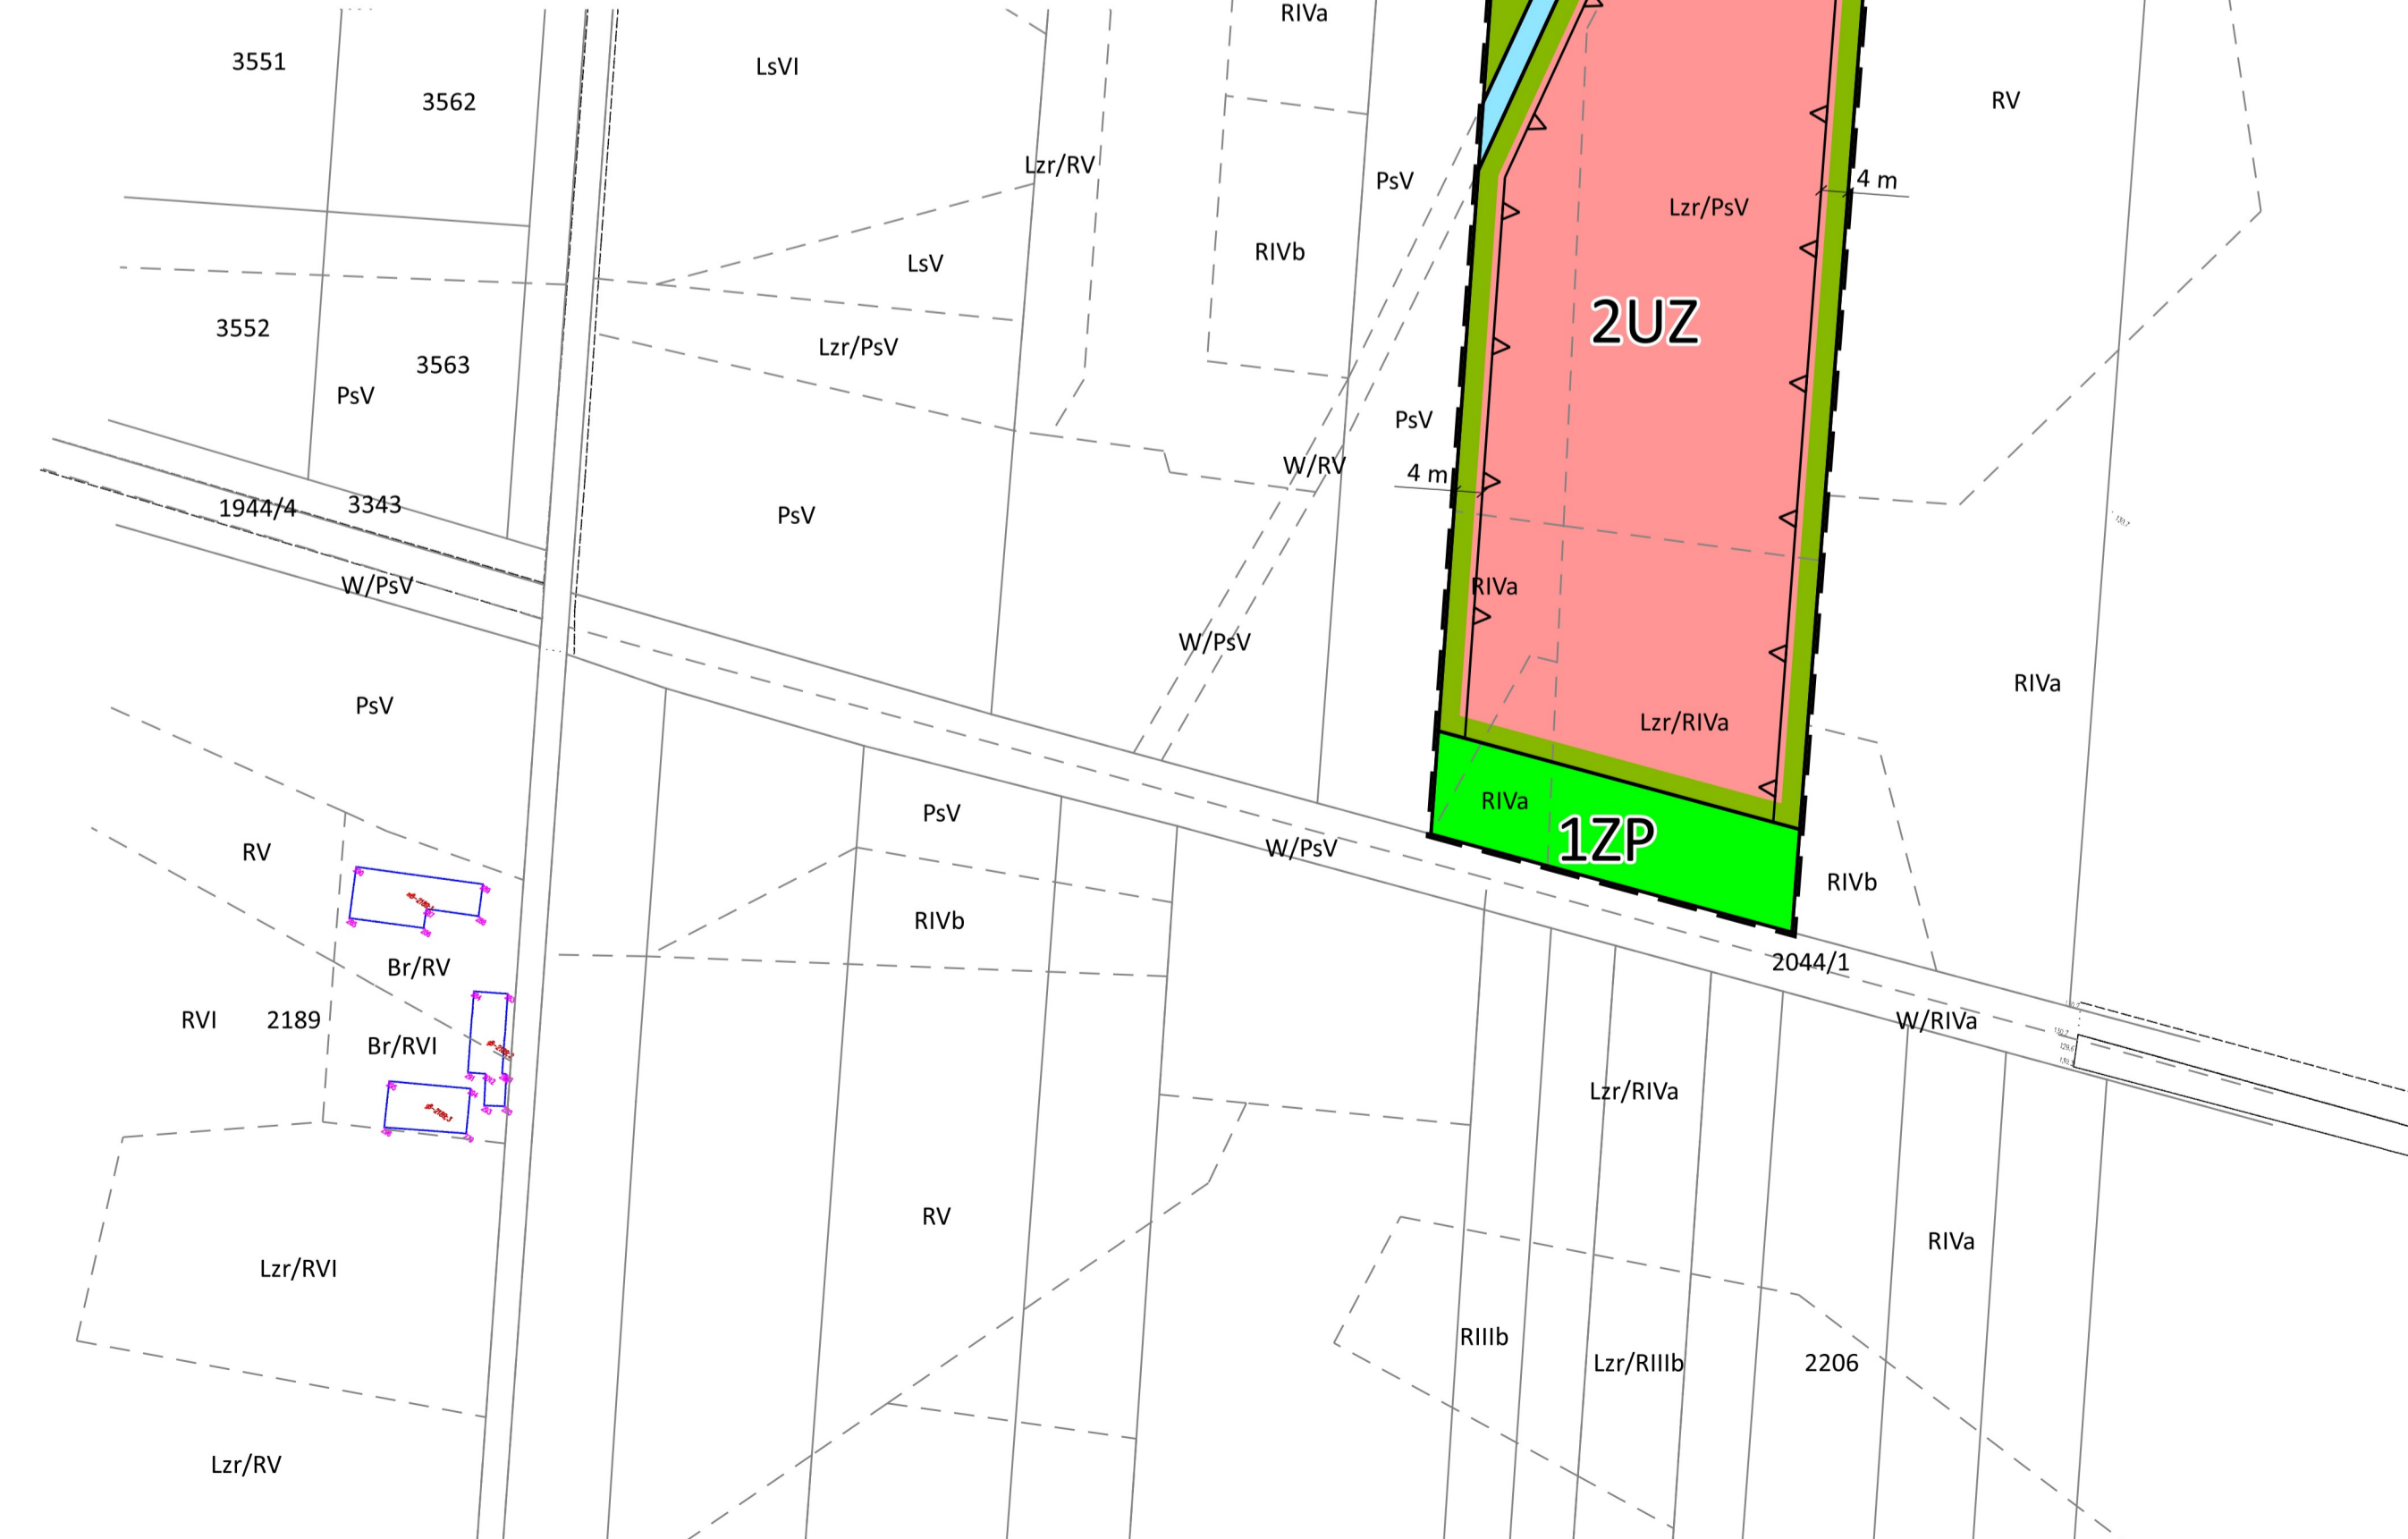 RIVa
3551
LsVI
3562
RV
Lzr/RV
PsV
4 m
Lzr/PsV
RIVb
LsV
2UZ
3552
Lzr/PsV
3563
PsV
PsV
W/RV
4 m
1944/4
3343
PsV
130.7
W/PsV
RIVa
W/PsV
RIVa
PsV
Lzr/RIVa
RIVa
PsV
1ZP
W/PsV
RV
RIVb
RIVb
Br/RV
2044/1
RVI
2189
W/RIVa
Br/RVI
Lzr/RIVa
RV
RIVa
Lzr/RVI
RIIIb
Lzr/RIIIb
2206
Lzr/RV